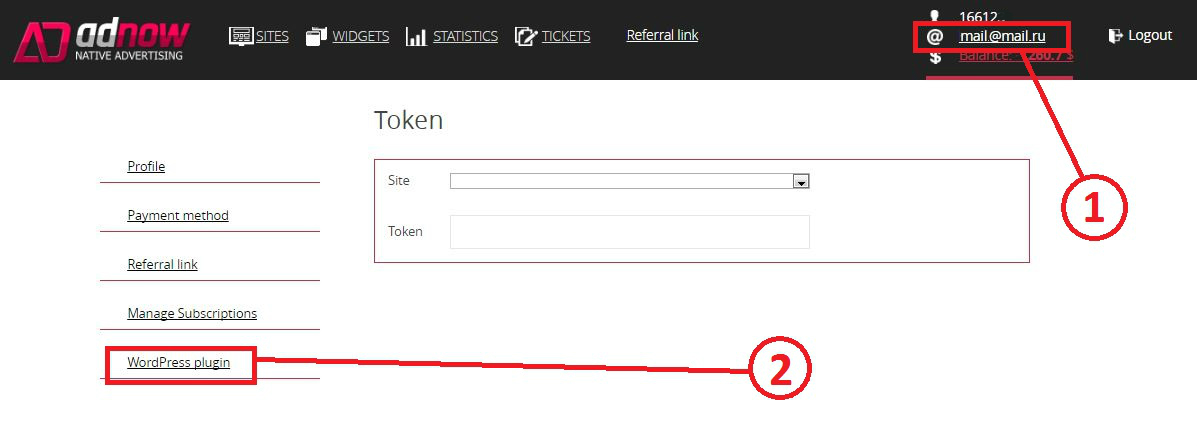 adnow
NATIVE ADVERTISING
SITES
WIDGETS
STATISTICS
TICKETS
Referral link
16612..
@ mail@mail.ru
$ Balance: 260.7 $
Logout
Token
Profile
Payment method
Referral link
Manage Subscriptions
WordPress plugin
Site
Token
1
2